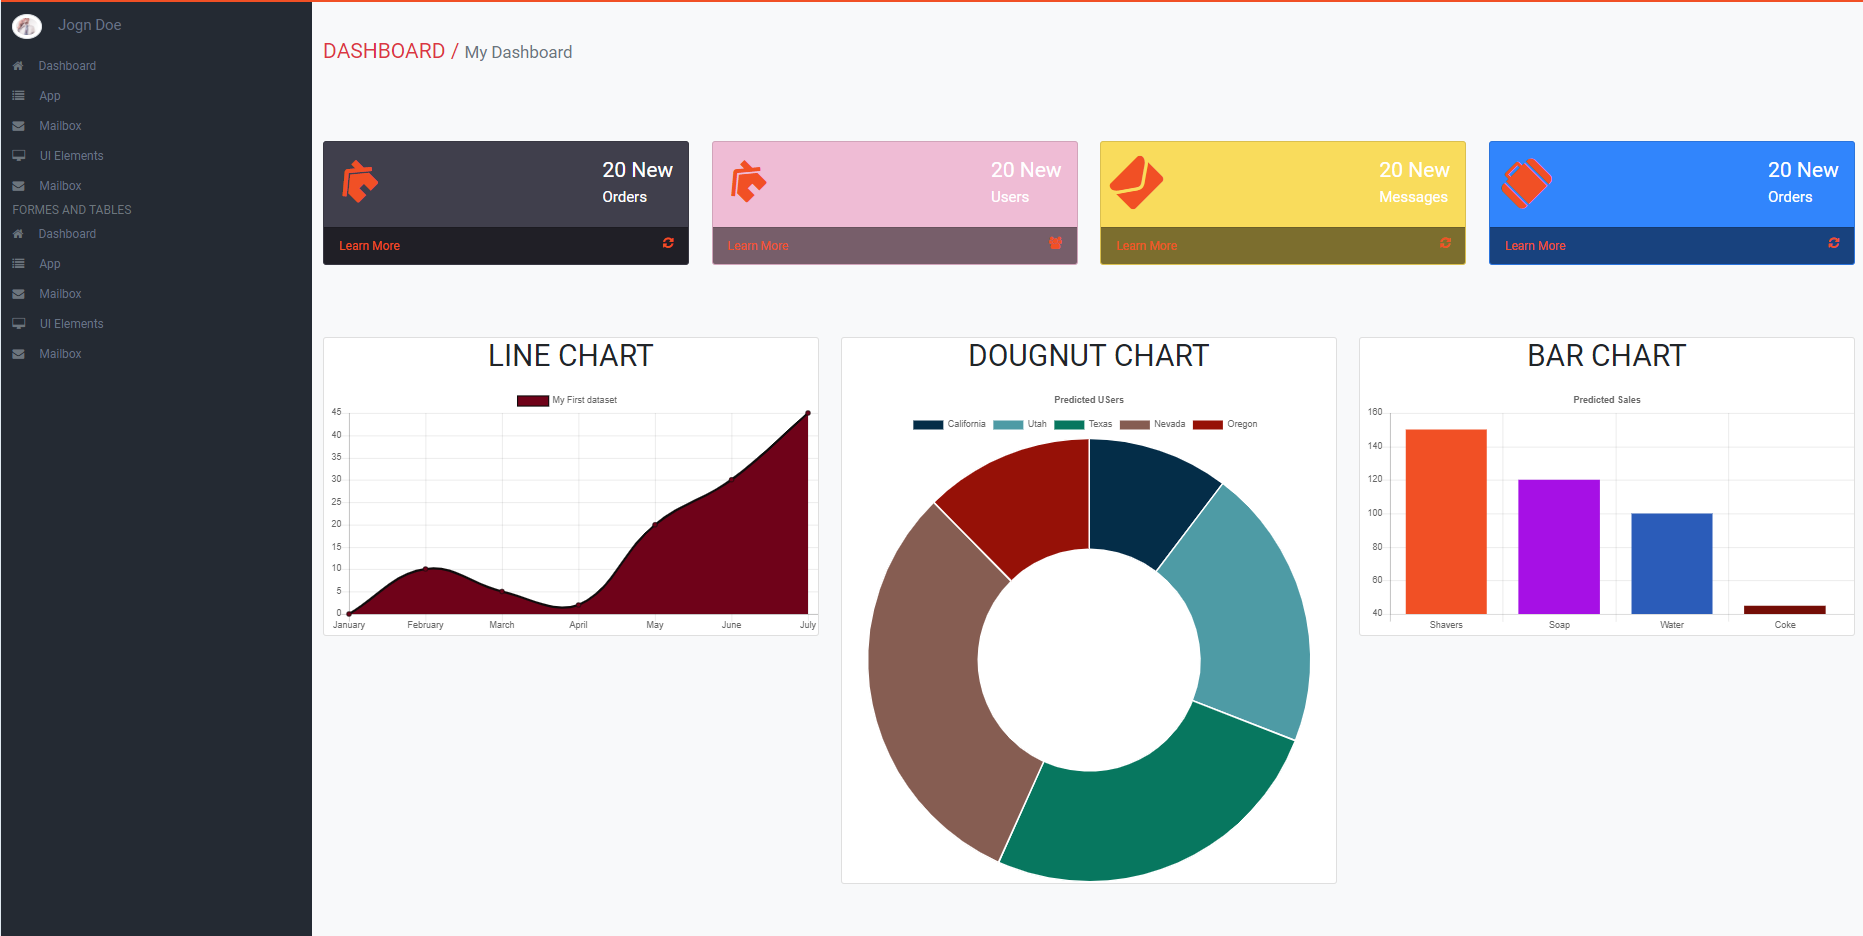 Jogn Doe
Dashboard
App
Mailbox
UI Elements
Mailbox
FORMES AND TABLES
Dashboard
App
Mailbox
UI Elements
Mailbox
DASHBOARD / My Dashboard
20 New
Orders
Learn More
20 New
Users
Learn More
20 New
Messages
Learn More
20 New
Orders
Learn More
LINE CHART
My First dataset
45
40
35
30
25
20
15
10
5
0
January February March April May June July
DOUGNUT CHART
Predicted USers
California Utah Texas Nevada Oregon
BAR CHART
Predicted Sales
160
140
120
100
80
60
40
Shavers Soap Water Coke